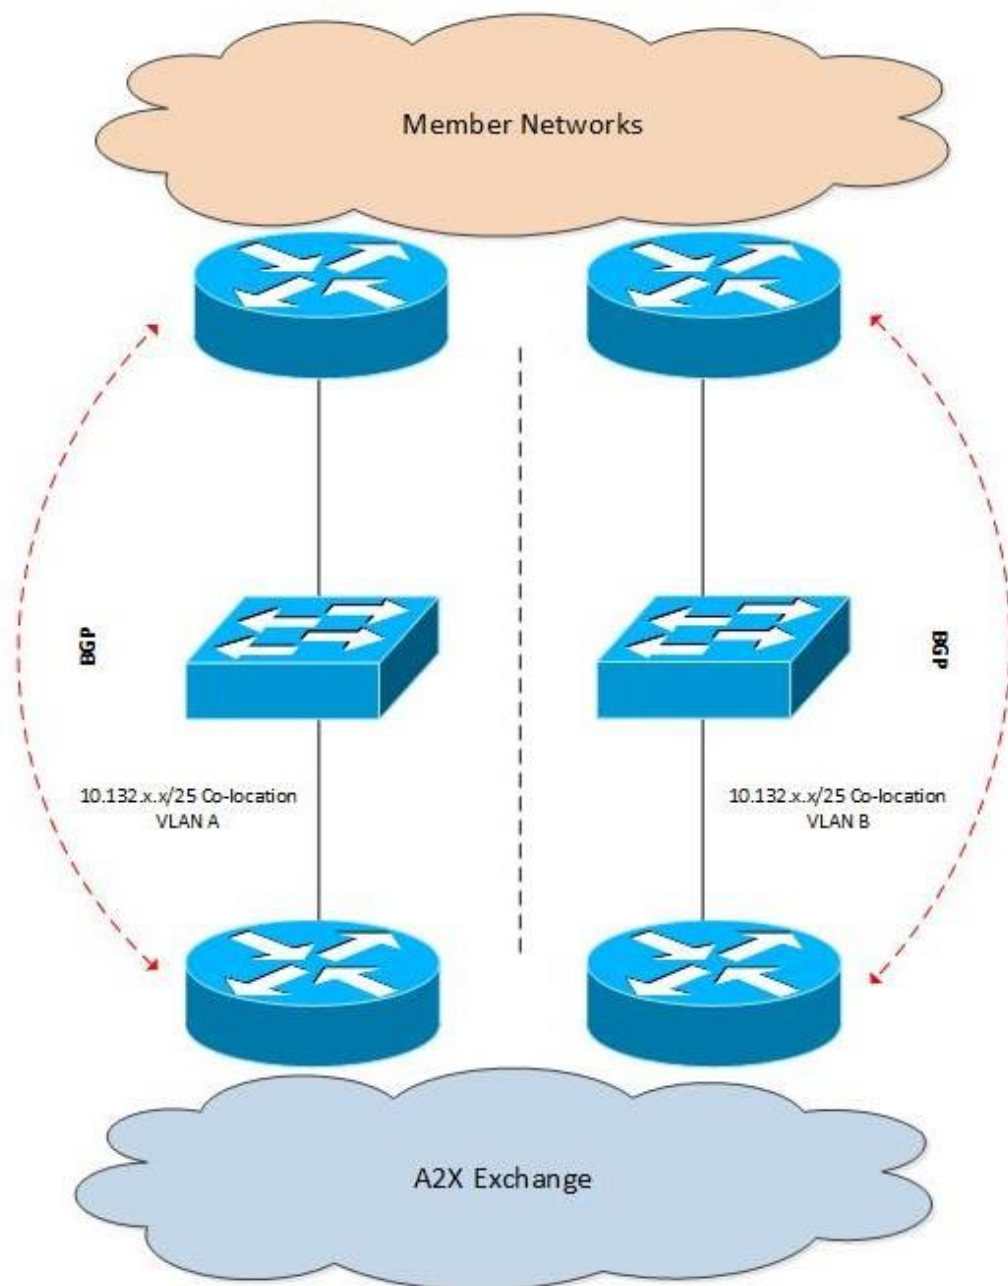 Member Networks
BGP
BGP
10.132.x.x/25 Co-location
VLAN A
10.132.x.x/25 Co-location
VLAN B
A2X Exchange